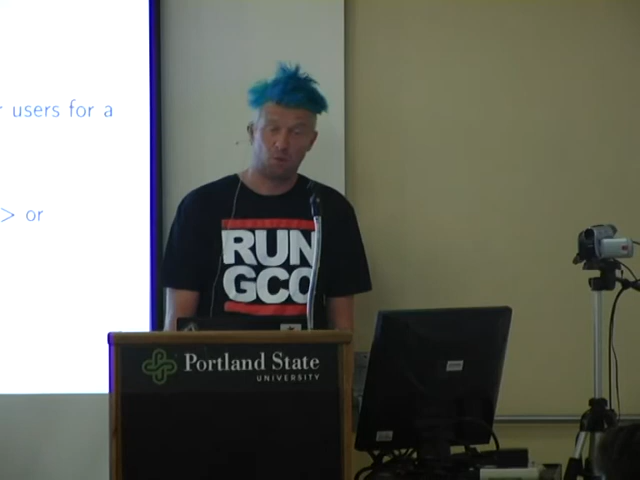 r users for a
> or
RUN
GCC
Portland State
UNIVERSITY